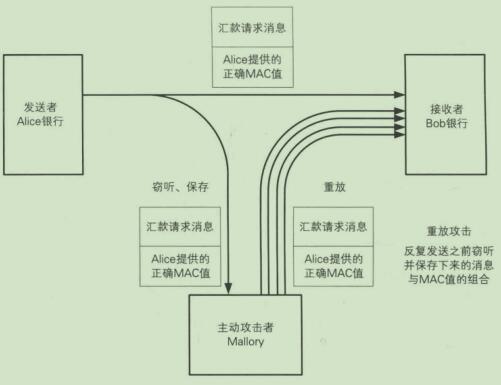 汇款请求消息
Alice提供的
正确MAC值
发送者
Alice银行
接收者
Bob银行
窃听、保存
重放
汇款请求消息
Alice提供的
正确MAC值
汇款请求消息
Alice提供的
正确MAC值
重放攻击
反复发送之前窃听
并保存下来的消息
与MAC值的组合
主动攻击者
Mallory